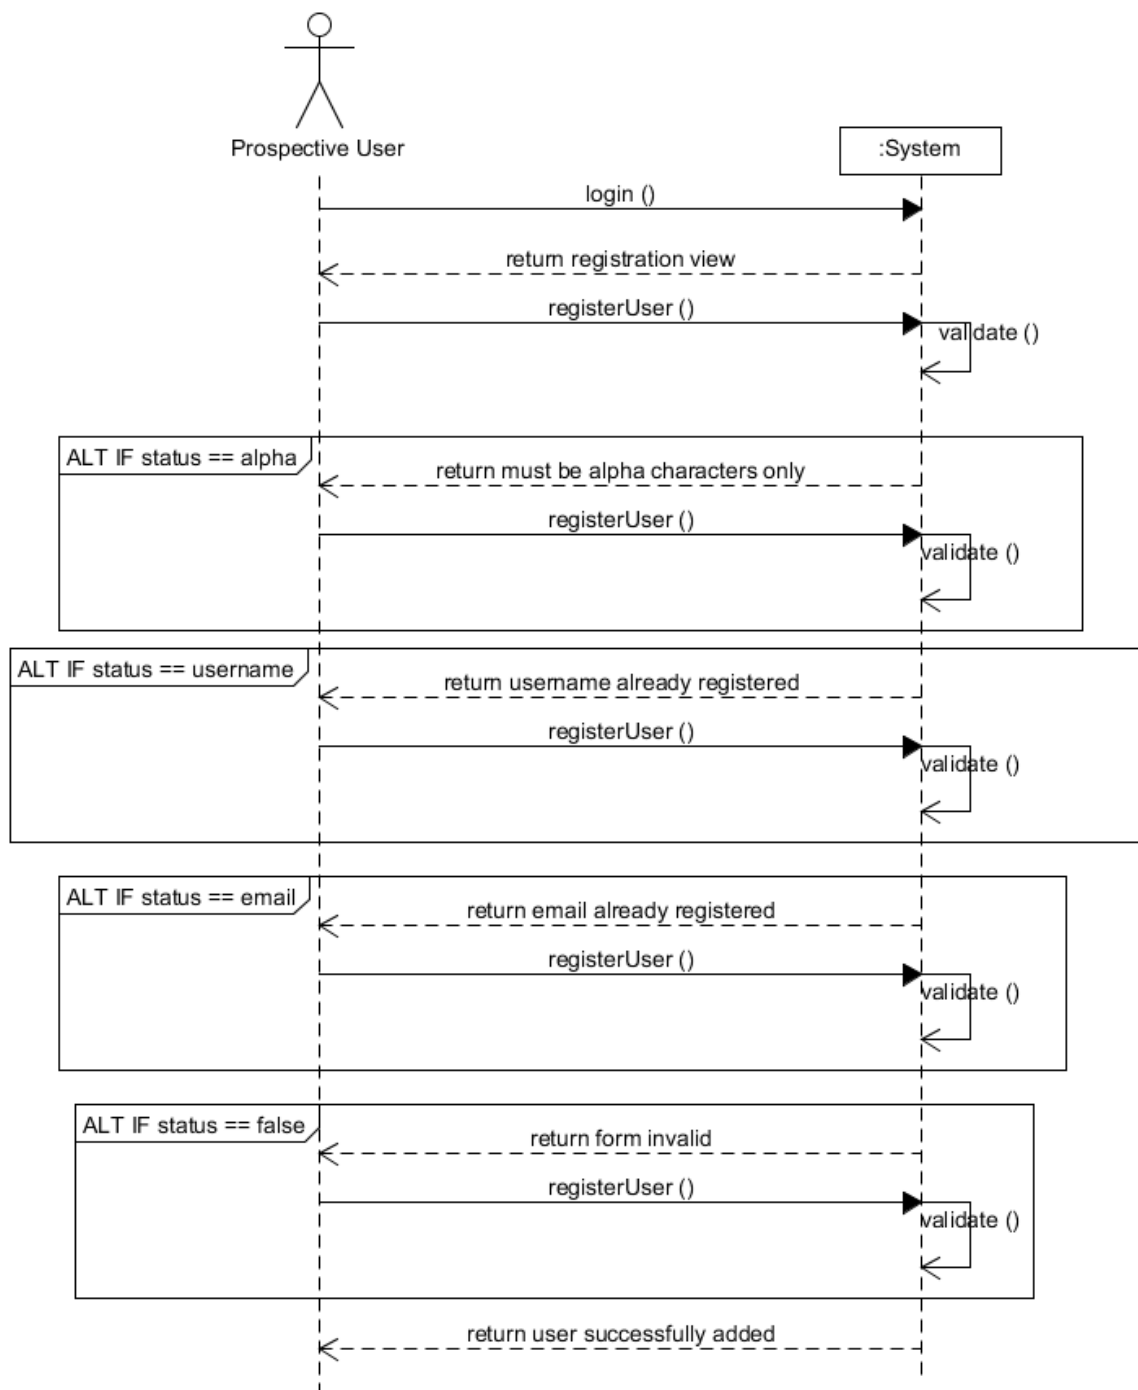 Prospective User
:System
login ()
return registration view
registerUser ()
validate ()
ALT IF status == alpha
return must be alpha characters only
registerUser ()
validate ()
ALT IF status == username
return username already registered
registerUser ()
validate ()
ALT IF status == email
return email already registered
registerUser ()
validate ()
ALT IF status == false
return form invalid
registerUser ()
validate ()
return user successfully added